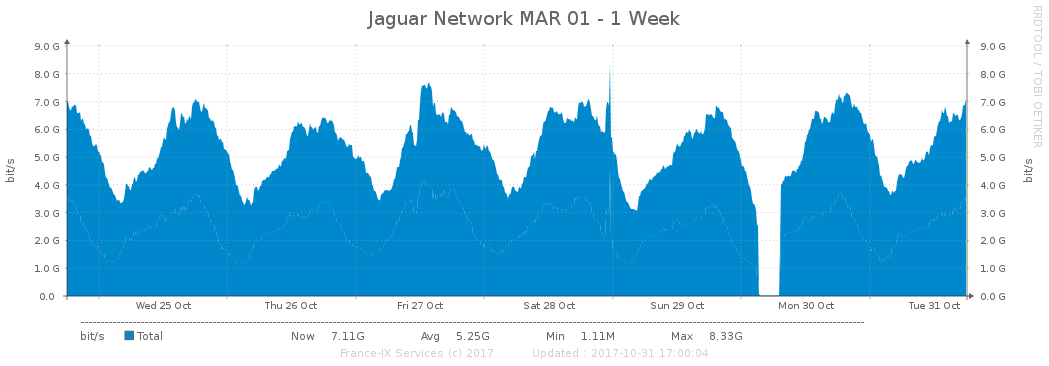 Jaguar Network MAR 01 - 1 Week
RRDTOOL / TOBI OETIKER
bit/s
9.0 G 9.0 G
8.0 G 8.0 G
7.0 G 7.0 G
6.0 G 6.0 G
5.0 G 5.0 G
4.0 G 4.0 G
3.0 G 3.0 G
2.0 G 2.0 G
1.0 G 1.0 G
0.0 0.0 G
bit/s
Wed 25 Oct Thu 26 Oct Fri 27 Oct Sat 28 Oct Sun 29 Oct Mon 30 Oct Tue 31 Oct
bit/s Total Now 7.11G Avg 5.25G Min 1.11M Max 8.33G
France-IX Services (c) 2017 Updated : 2017-10-31 17:00:04